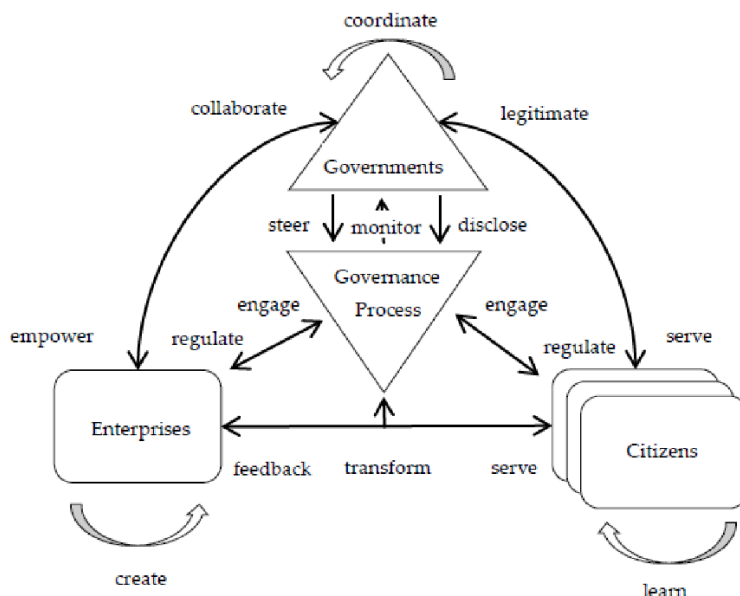 coordinate
collaborate
legitimate
Governments
steer
monitor
disclose
Governance
Process
engage
engage
empower
regulate
regulate
serve
Enterprises
Citizens
feedback
transform
serve
create
learn